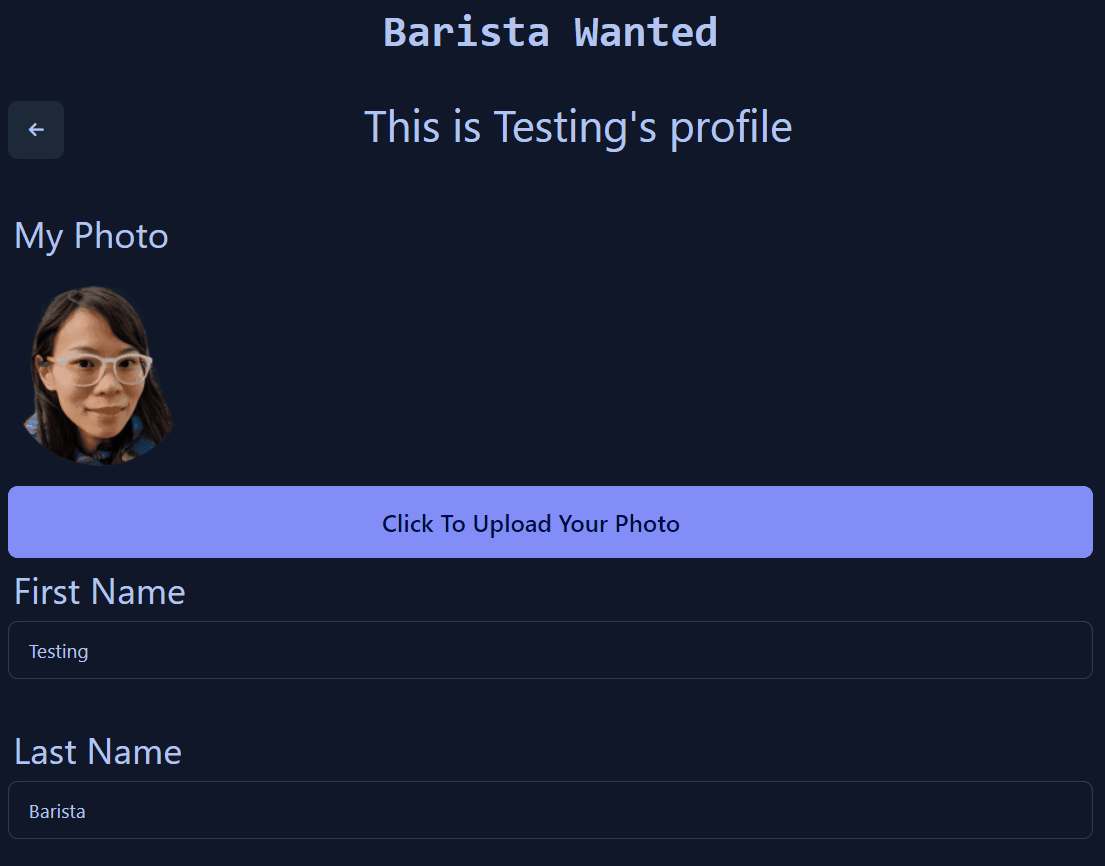 Barista Wanted
This is Testing's profile
My Photo
Click To Upload Your Photo
First Name
Testing
Last Name
Barista